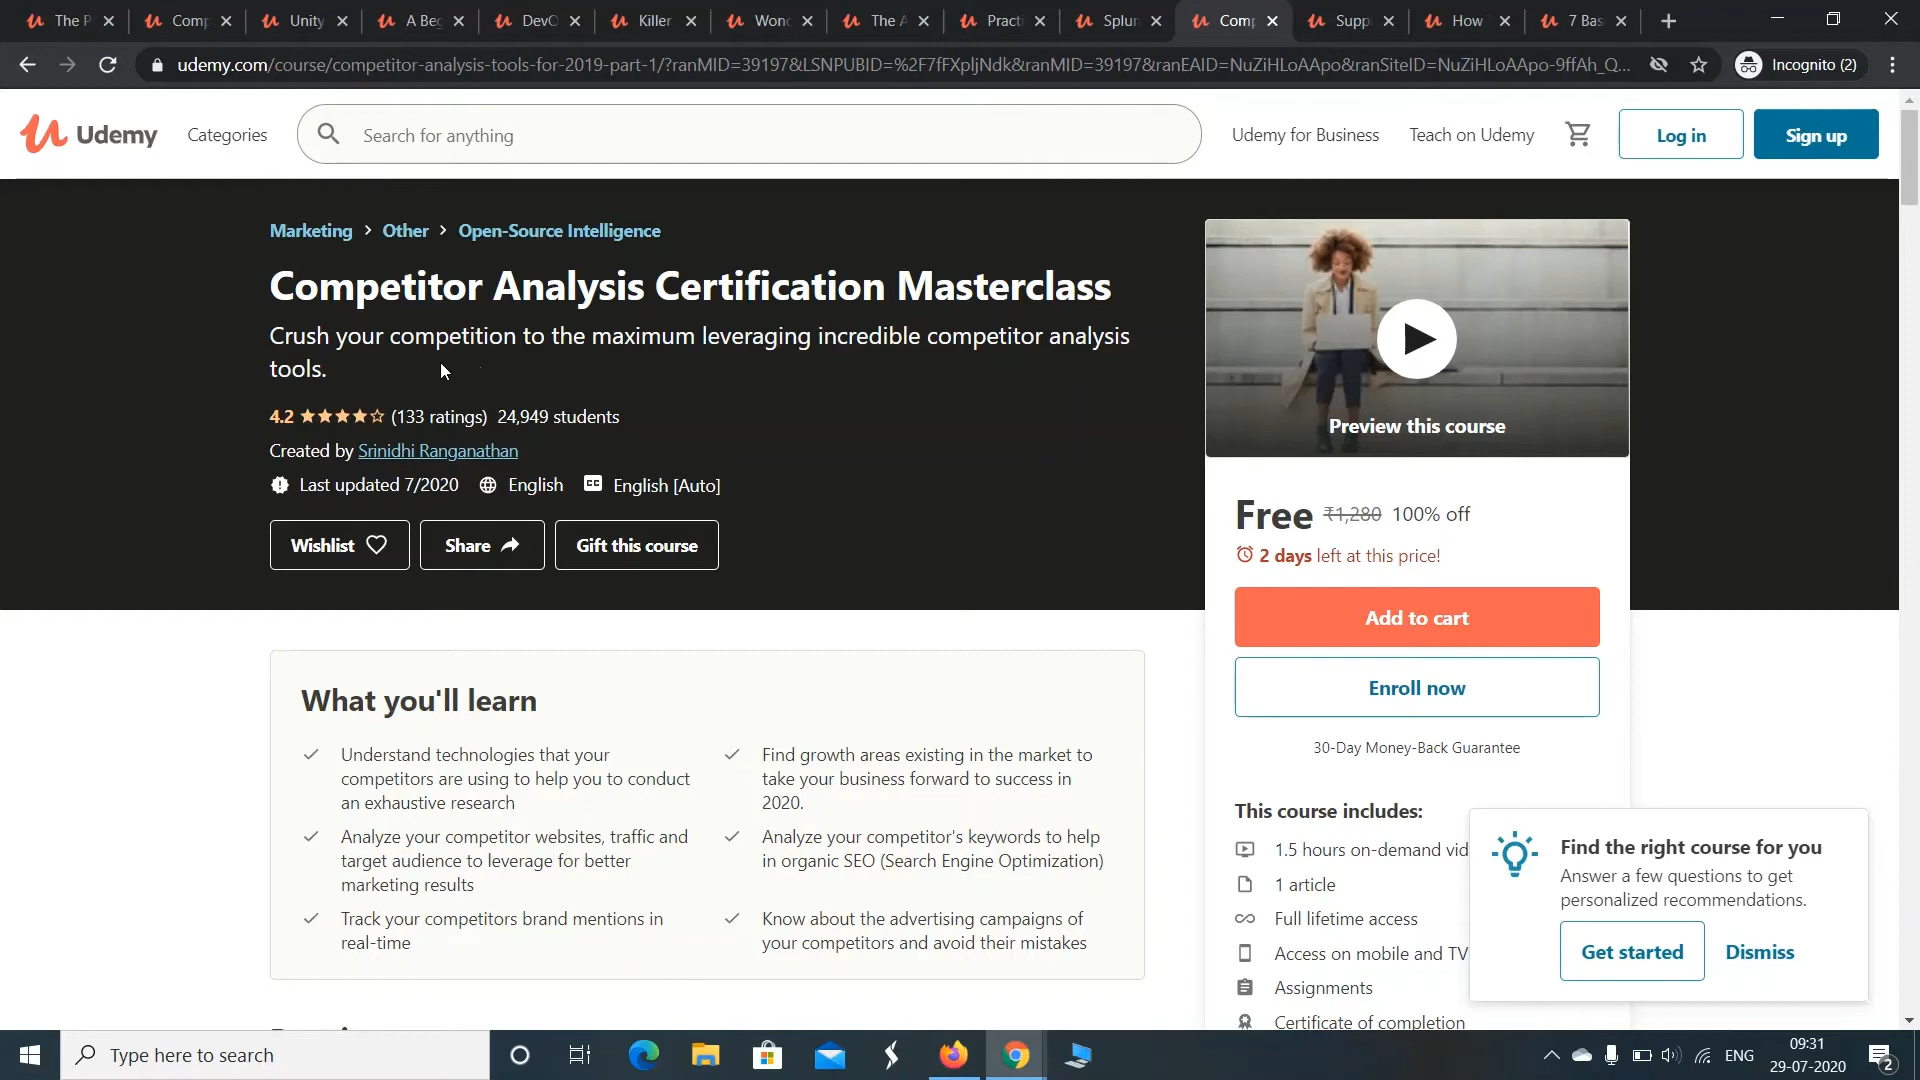 The P
Comp
Unity
A Beg
DevO
Killer
Wond
The A
Practi
Splun
Comp
Supp
How
7 Bas
udemy.com/course/competitor-analysis-tools-for-2019-part-1/?ranMID=39197&LSNPUBID=%2F7fFXpljNdk&ranMID=39197&ranEAID=NuZiHLoAApo&ranSiteID=NuZiHLoAApo-9ffAh_Q...
Incognito (2)
Udemy
Categories
Search for anything
Udemy for Business
Teach on Udemy
Log in
Sign up
Marketing > Other > Open-Source Intelligence
Competitor Analysis Certification Masterclass
Crush your competition to the maximum leveraging incredible competitor analysis
tools.
4.2 (133 ratings) 24,949 students
Created by Srinidhi Ranganathan
Last updated 7/2020 English CC English [Auto]
Wishlist
Share
Gift this course
Preview this course
Free ₹1,280 100% off
2 days left at this price!
Add to cart
Enroll now
30-Day Money-Back Guarantee
This course includes:
1.5 hours on-demand vid
1 article
Full lifetime access
Access on mobile and TV
Assignments
Certificate of completion
What you'll learn
Understand technologies that your
competitors are using to help you to conduct
an exhaustive research
Find growth areas existing in the market to
take your business forward to success in
2020.
Analyze your competitor websites, traffic and
target audience to leverage for better
marketing results
Analyze your competitor's keywords to help
in organic SEO (Search Engine Optimization)
Track your competitors brand mentions in
real-time
Know about the advertising campaigns of
your competitors and avoid their mistakes
Find the right course for you
Answer a few questions to get
personalized recommendations.
Get started
Dismiss
Type here to search
ENG
09:31
29-07-2020
2